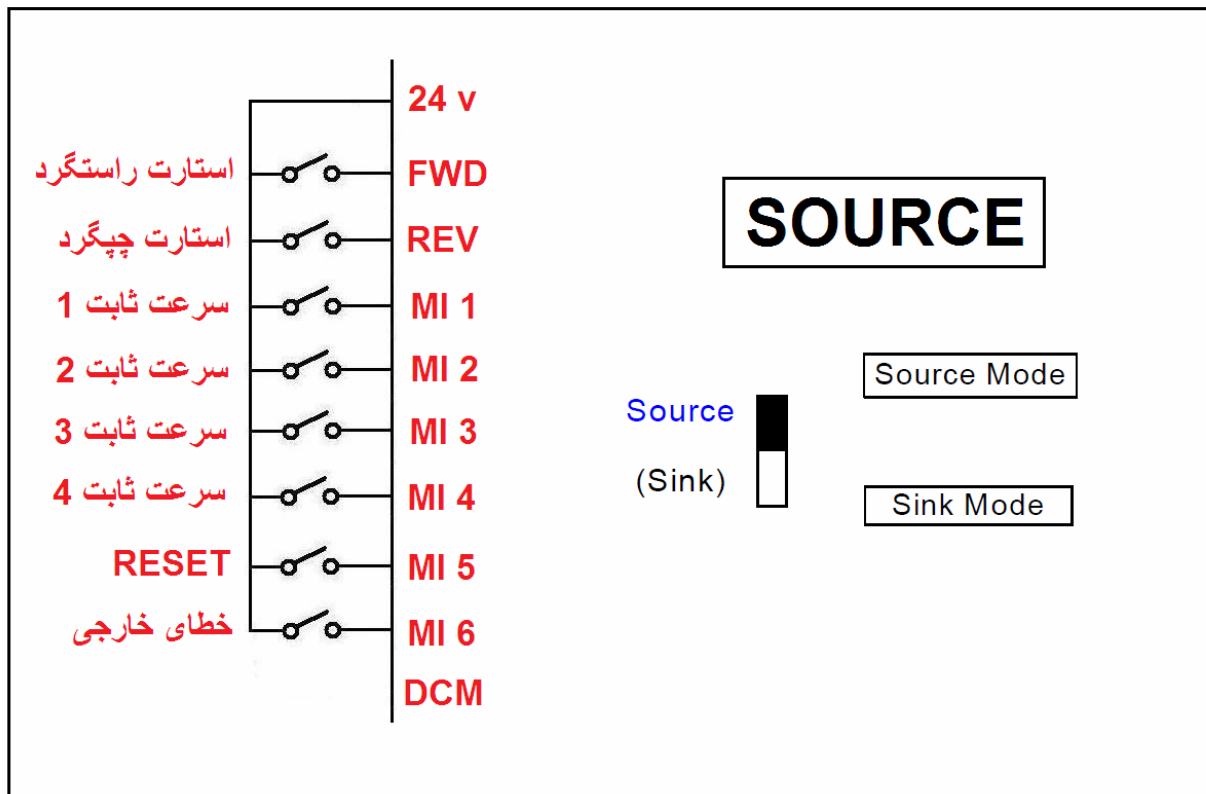 24 v
استارت راستگرد FWD
استارت چپگرد REV
سرعت ثابت 1 MI 1
سرعت ثابت 2 MI 2
سرعت ثابت 3 MI 3
سرعت ثابت 4 MI 4
RESET MI 5
خطای خارجی MI 6
DCM
SOURCE
Source Mode
Source
(Sink)
Sink Mode